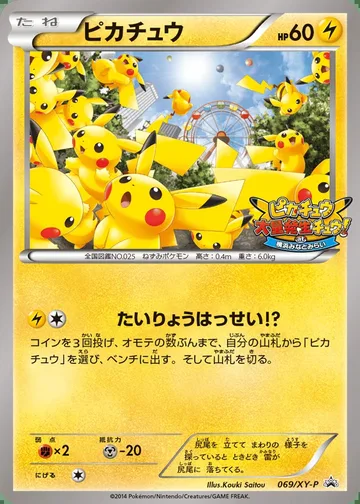 たね
ピカチュウ
HP60
ピカチュウ
大量発生チュウ!
in 横浜みなとみらい
全国図鑑NO.025 ねずみポケモン 高さ:0.4m 重さ:6.0kg
たいりょうはっせい!?
コインを3回投げ、オモテの数ぶんまで、自分の山札から「ピカ
チュウ」を選び、ベンチに出す。そして山札を切る。
弱点
×2
抵抗力
-20
にげる
尻尾を 立てて まわりの 様子を
探っていると ときどき 雷が
尻尾に 落ちてくる。
Illus.Kouki Saitou
069/XY-P
PROMO
©2014 Pokémon/Nintendo/Creatures/GAME FREAK.